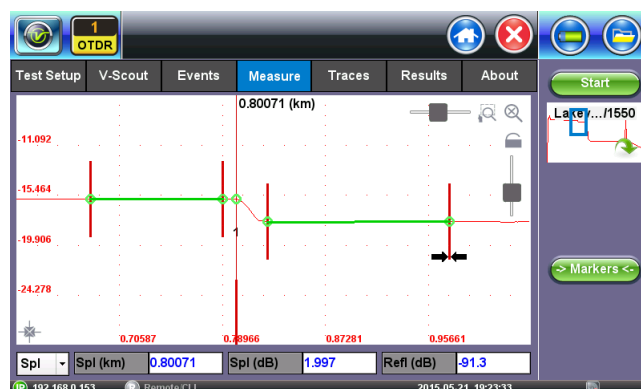 1
OTDR
Test Setup V-Scout Events Measure Traces Results About
Start
0.80071 (km)
Lakev.../1550
-11.092
-15.464
-19.906
1
-> Markers <-
-24.278
0.70587 0.78966 0.87281 0.95661
Spl Spl (km) 0.80071 Spl (dB) 1.997 Refl (dB) -91.3
IP 192.168.0.153 R Remote/CLI 2015.05.21 19:23:33